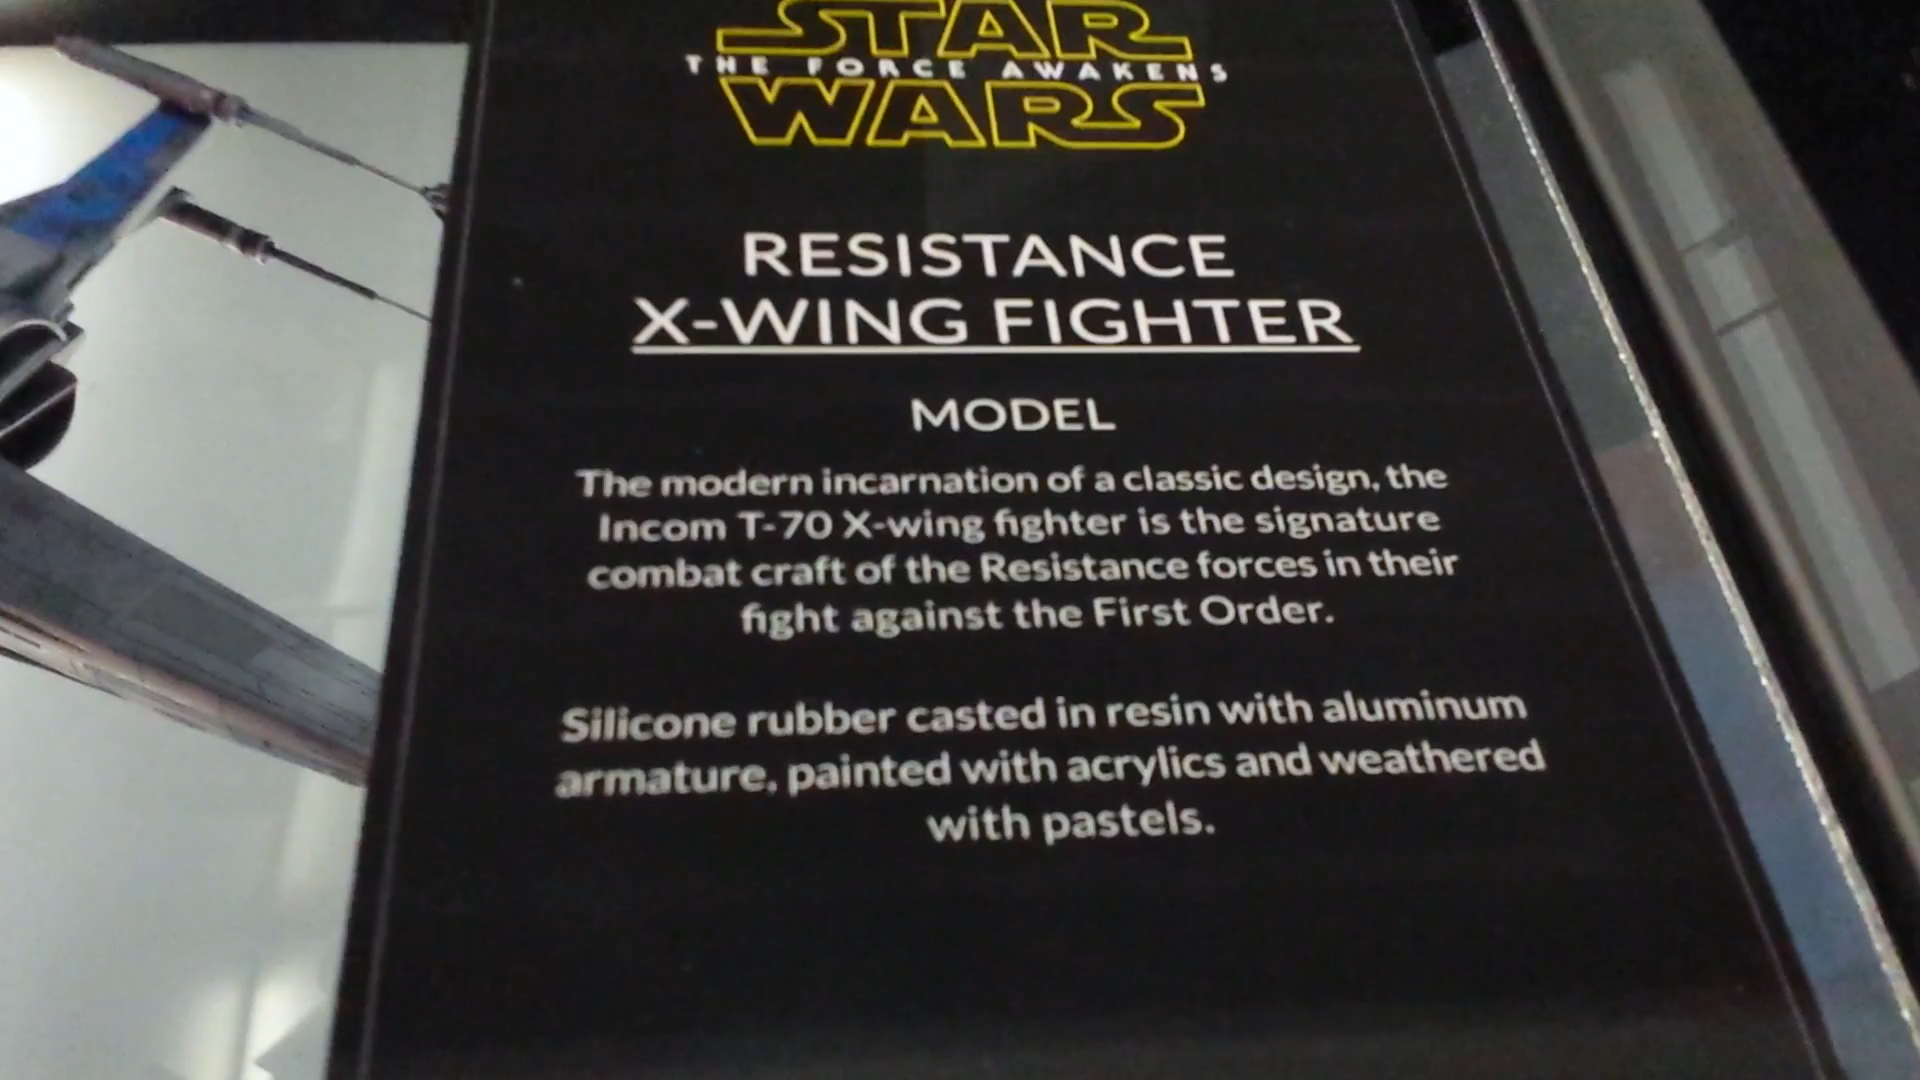 STAR
THE FORCE AWAKENS
WARS
RESISTANCE
X-WING FIGHTER
MODEL
The modern incarnation of a classic design, the
Incom T-70 X-wing fighter is the signature
combat craft of the Resistance forces in their
fight against the First Order.
Silicone rubber casted in resin with aluminum
armature, painted with acrylics and weathered
with pastels.